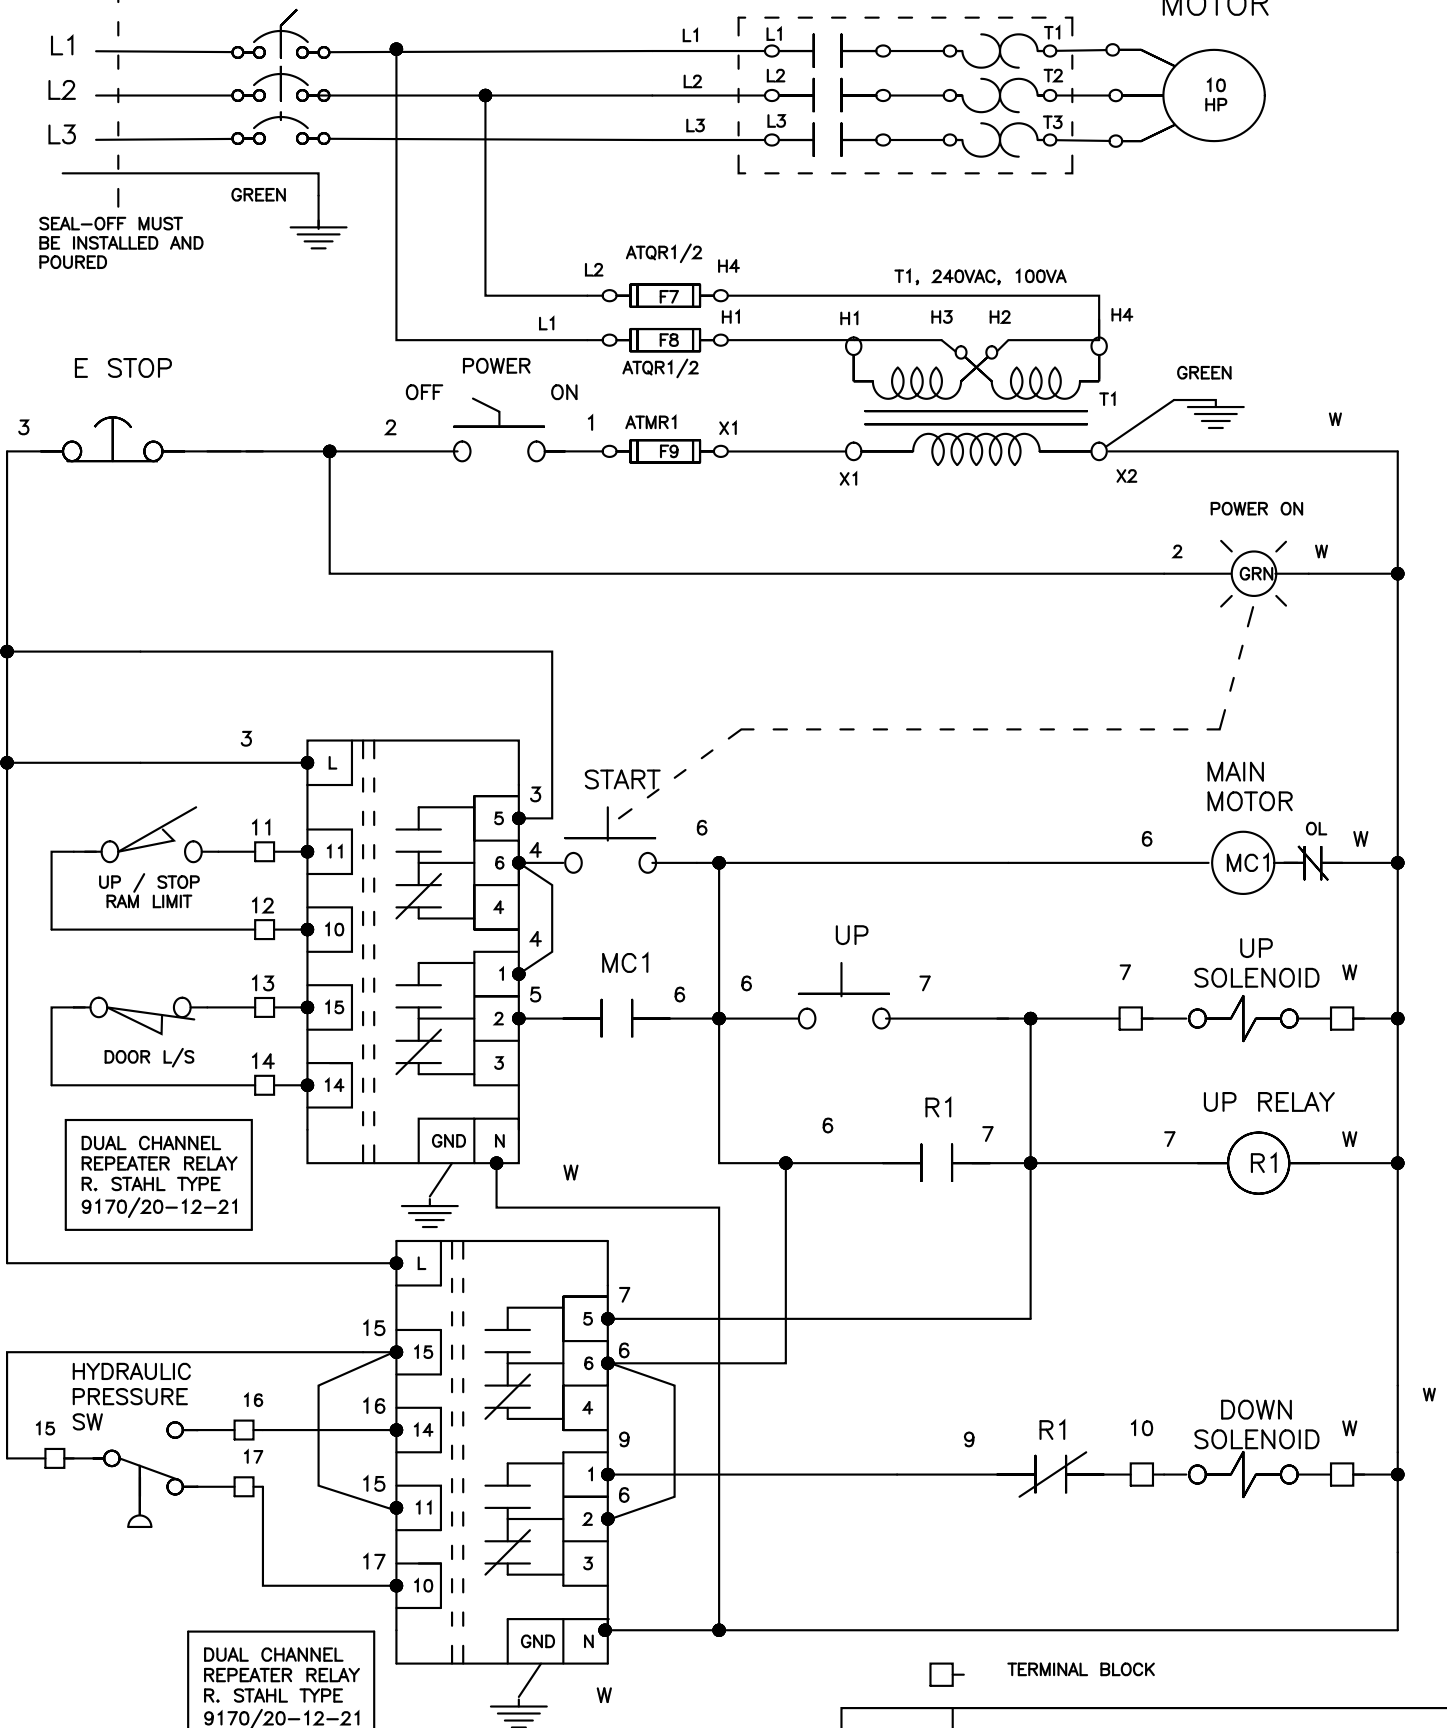 MOTOR
L1
L1
L1
T1
L2
L2
L2
T2
10
HP
L3
L3
L3
T3
GREEN
SEAL-OFF MUST
BE INSTALLED AND
POURED
ATQR1/2
L2
H4
T1, 240VAC, 100VA
F7
L1
H1
H1
H3
H2
H4
F8
ATQR1/2
E STOP
POWER
OFF
ON
GREEN
T1
3
2
1
ATMR1
X1
W
F9
X1
X2
POWER ON
2
W
GRN
3
L
START
MAIN
MOTOR
3
5
6
6
OL
W
11
11
4
6
MC1
UP / STOP
RAM LIMIT
4
12
10
4
UP
UP
SOLENOID
1
MC1
13
15
5
6
6
7
7
W
2
DOOR L/S
3
14
14
UP RELAY
R1
GND
N
6
7
7
W
R1
DUAL CHANNEL
REPEATER RELAY
R. STAHL TYPE
9170/20-12-21
W
L
7
5
15
15
6
6
HYDRAULIC
PRESSURE
SW
16
16
14
4
15
9
R1
9
10
DOWN
SOLENOID
W
W
17
1
15
11
6
2
17
10
3
GND
N
DUAL CHANNEL
REPEATER RELAY
R. STAHL TYPE
9170/20-12-21
W
TERMINAL BLOCK